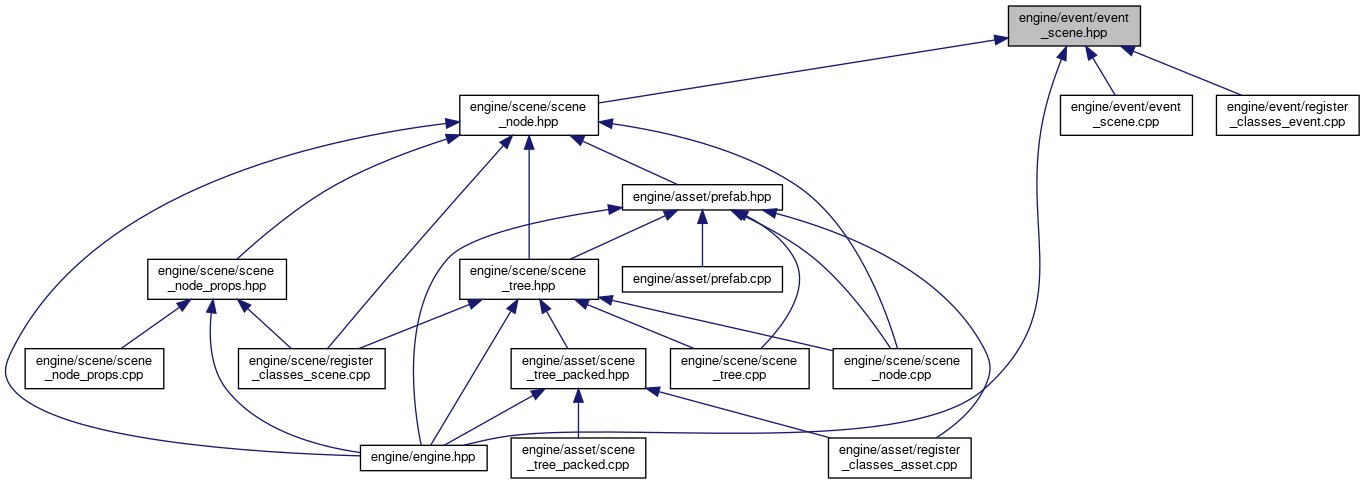 engine/event/event
_scene.hpp
engine/scene/scene
_node.hpp
engine/event/event
_scene.cpp
engine/event/register
_classes_event.cpp
engine/asset/prefab.hpp
engine/scene/scene
_node_props.hpp
engine/scene/scene
_tree.hpp
engine/asset/prefab.cpp
engine/scene/scene
_node_props.cpp
engine/scene/register
_classes_scene.cpp
engine/asset/scene
_tree_packed.hpp
engine/scene/scene
_tree.cpp
engine/scene/scene
_node.cpp
engine/engine.hpp
engine/asset/scene
_tree_packed.cpp
engine/asset/register
_classes_asset.cpp